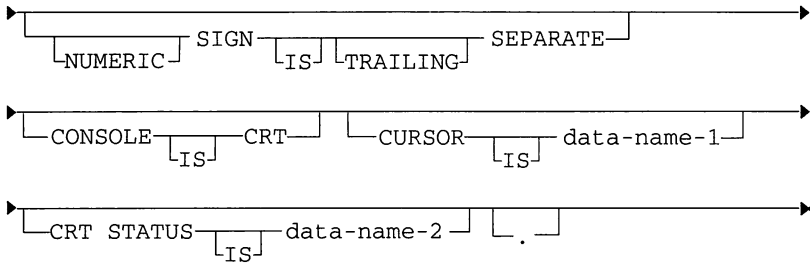 NUMERIC SIGN IS TRAILING SEPARATE
CONSOLE IS CRT CURSOR IS data-name-1
CRT STATUS IS data-name-2 .